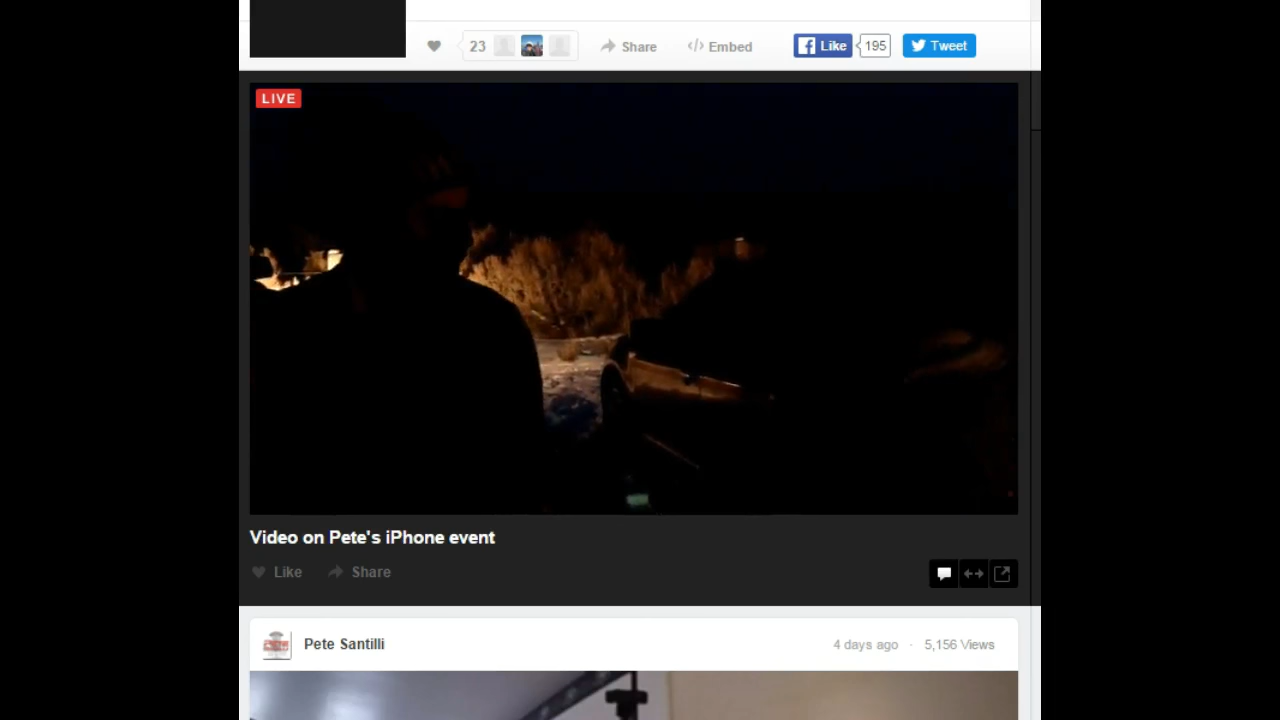 23 Share </> Embed Like 195 Tweet
LIVE
Video on Pete's iPhone event
Like Share
Pete Santilli 4 days ago · 5,156 Views